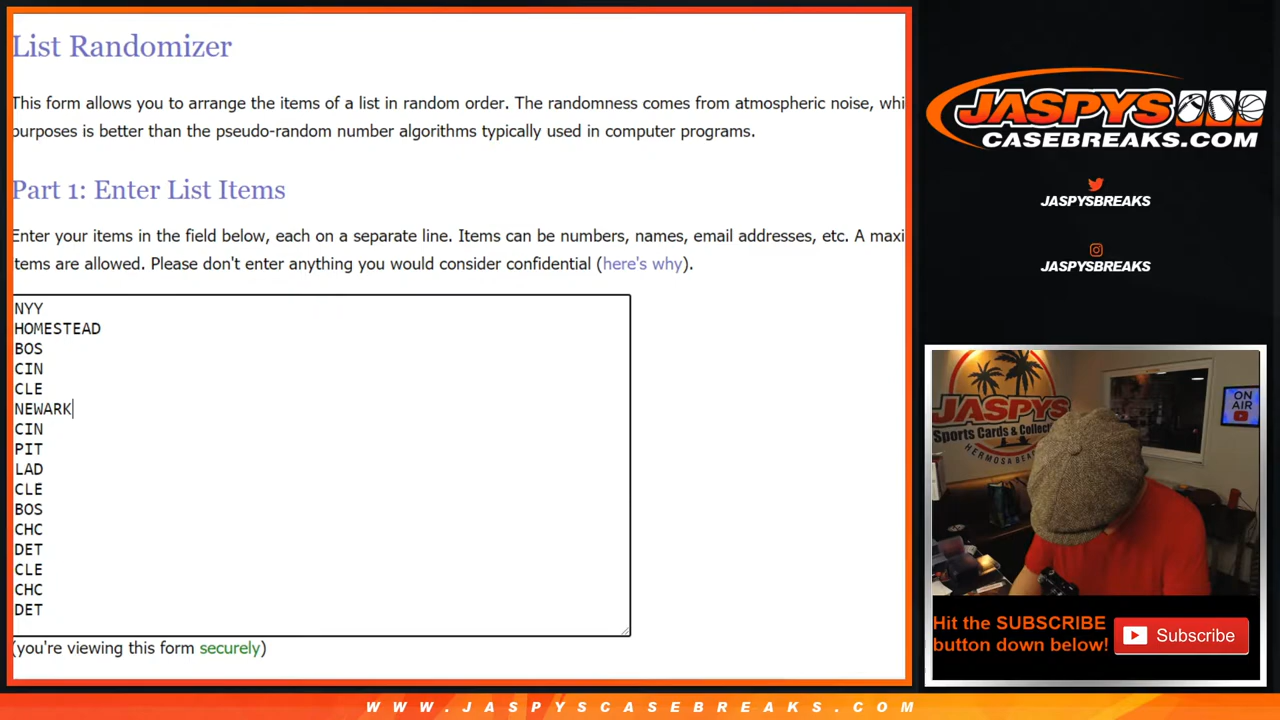 List Randomizer
This form allows you to arrange the items of a list in random order. The randomness comes from atmospheric noise, whi
purposes is better than the pseudo-random number algorithms typically used in computer programs.
Part 1: Enter List Items
Enter your items in the field below, each on a separate line. Items can be numbers, names, email addresses, etc. A maxi
items are allowed. Please don't enter anything you would consider confidential (here's why).
NYY
HOMESTEAD
BOS
CIN
CLE
NEWARK
CIN
PIT
LAD
CLE
BOS
CHC
DET
CLE
CHC
DET
(you're viewing this form securely)
JASPYS
CASEBREAKS.COM
JASPYSBREAKS
JASPYSBREAKS
JASPYS
Sports Cards & Collect
HERMOSA BEA
ON
AIR
Hit the SUBSCRIBE
button down below!
Subscribe
WWW.JASPYSCASEBREAKS.COM